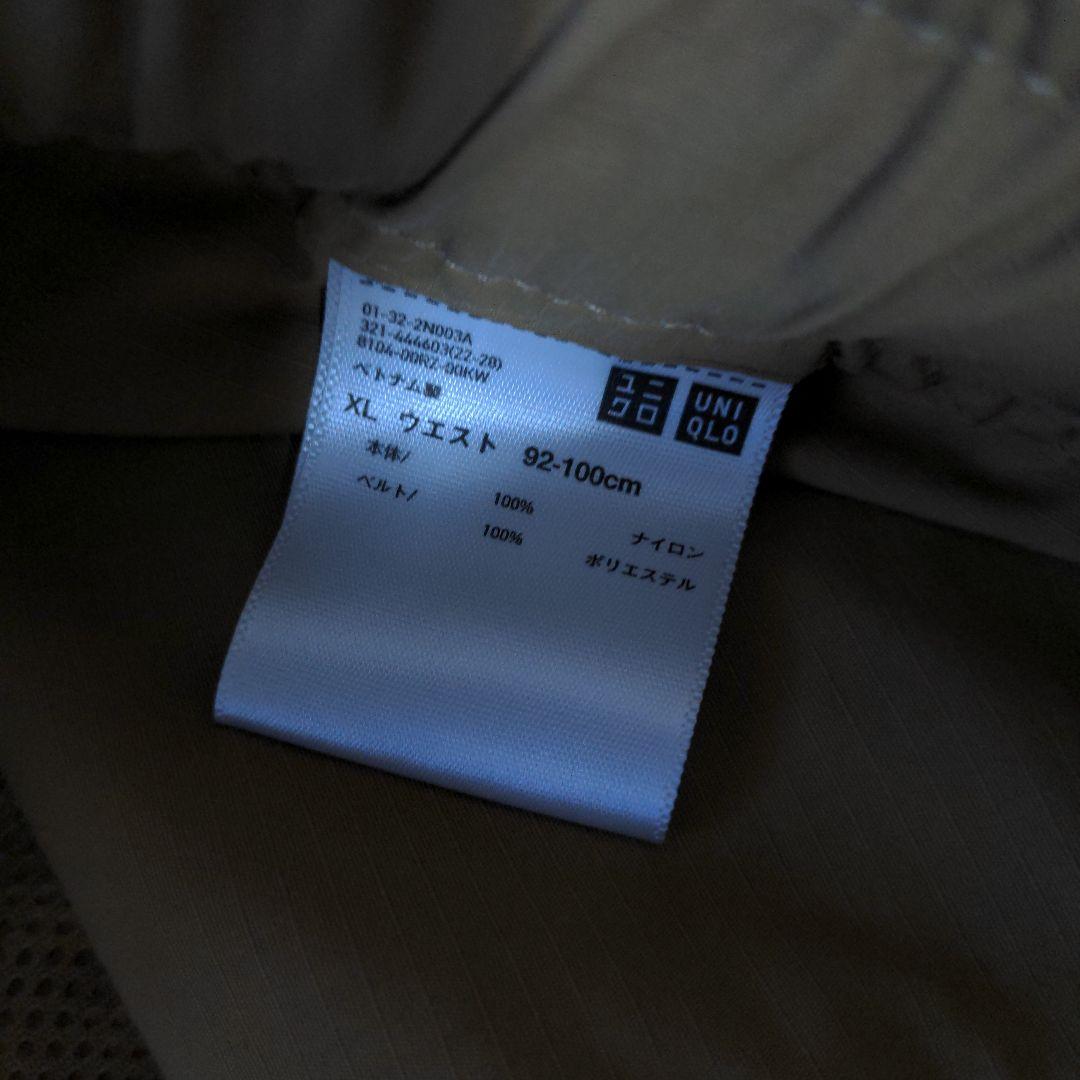 01-32-2N003A
321-444603(22-28)
8104-00RZ-00KW
ベトナム製
ユニ
クロ
UNI
QLO
XL ウエスト 92-100cm
本体/ 100% ナイロン
ベルト/ 100% ポリエステル